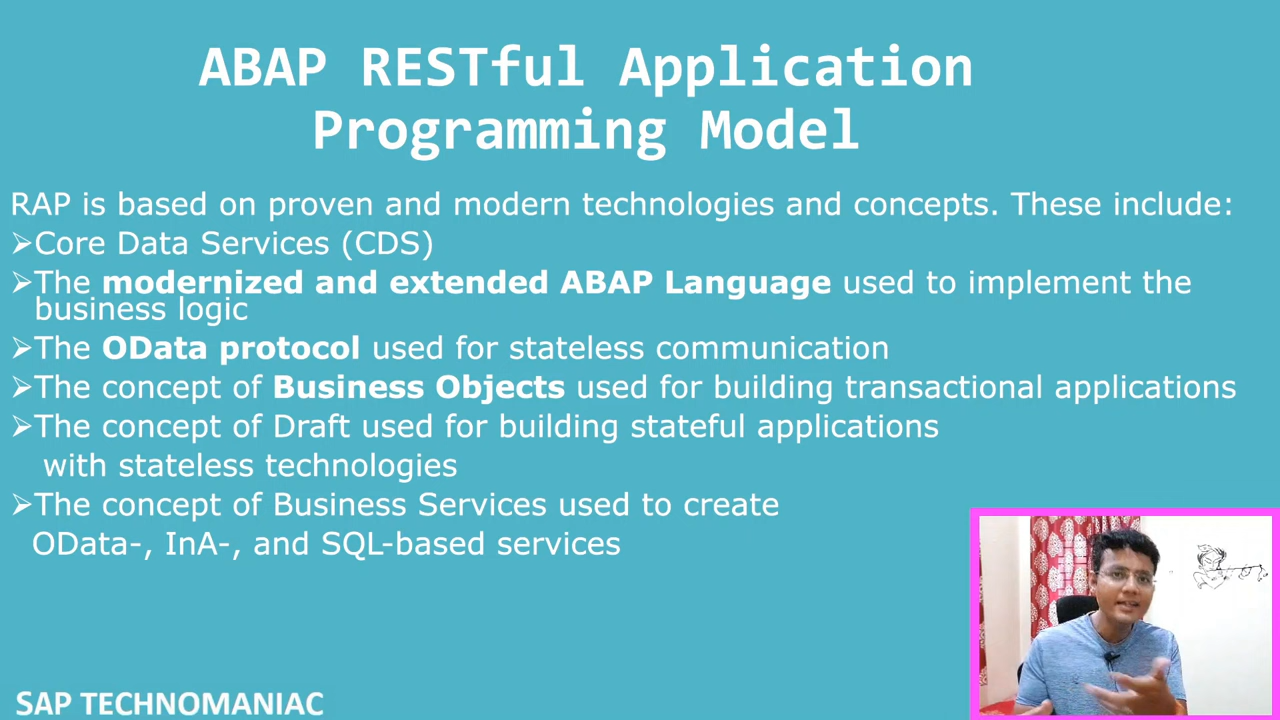 ABAP RESTful Application
Programming Model
RAP is based on proven and modern technologies and concepts. These include:
➢Core Data Services (CDS)
➢The modernized and extended ABAP Language used to implement the
business logic
➢The OData protocol used for stateless communication
➢The concept of Business Objects used for building transactional applications
➢The concept of Draft used for building stateful applications
with stateless technologies
➢The concept of Business Services used to create
OData-, InA-, and SQL-based services
SAP TECHNOMANIAC